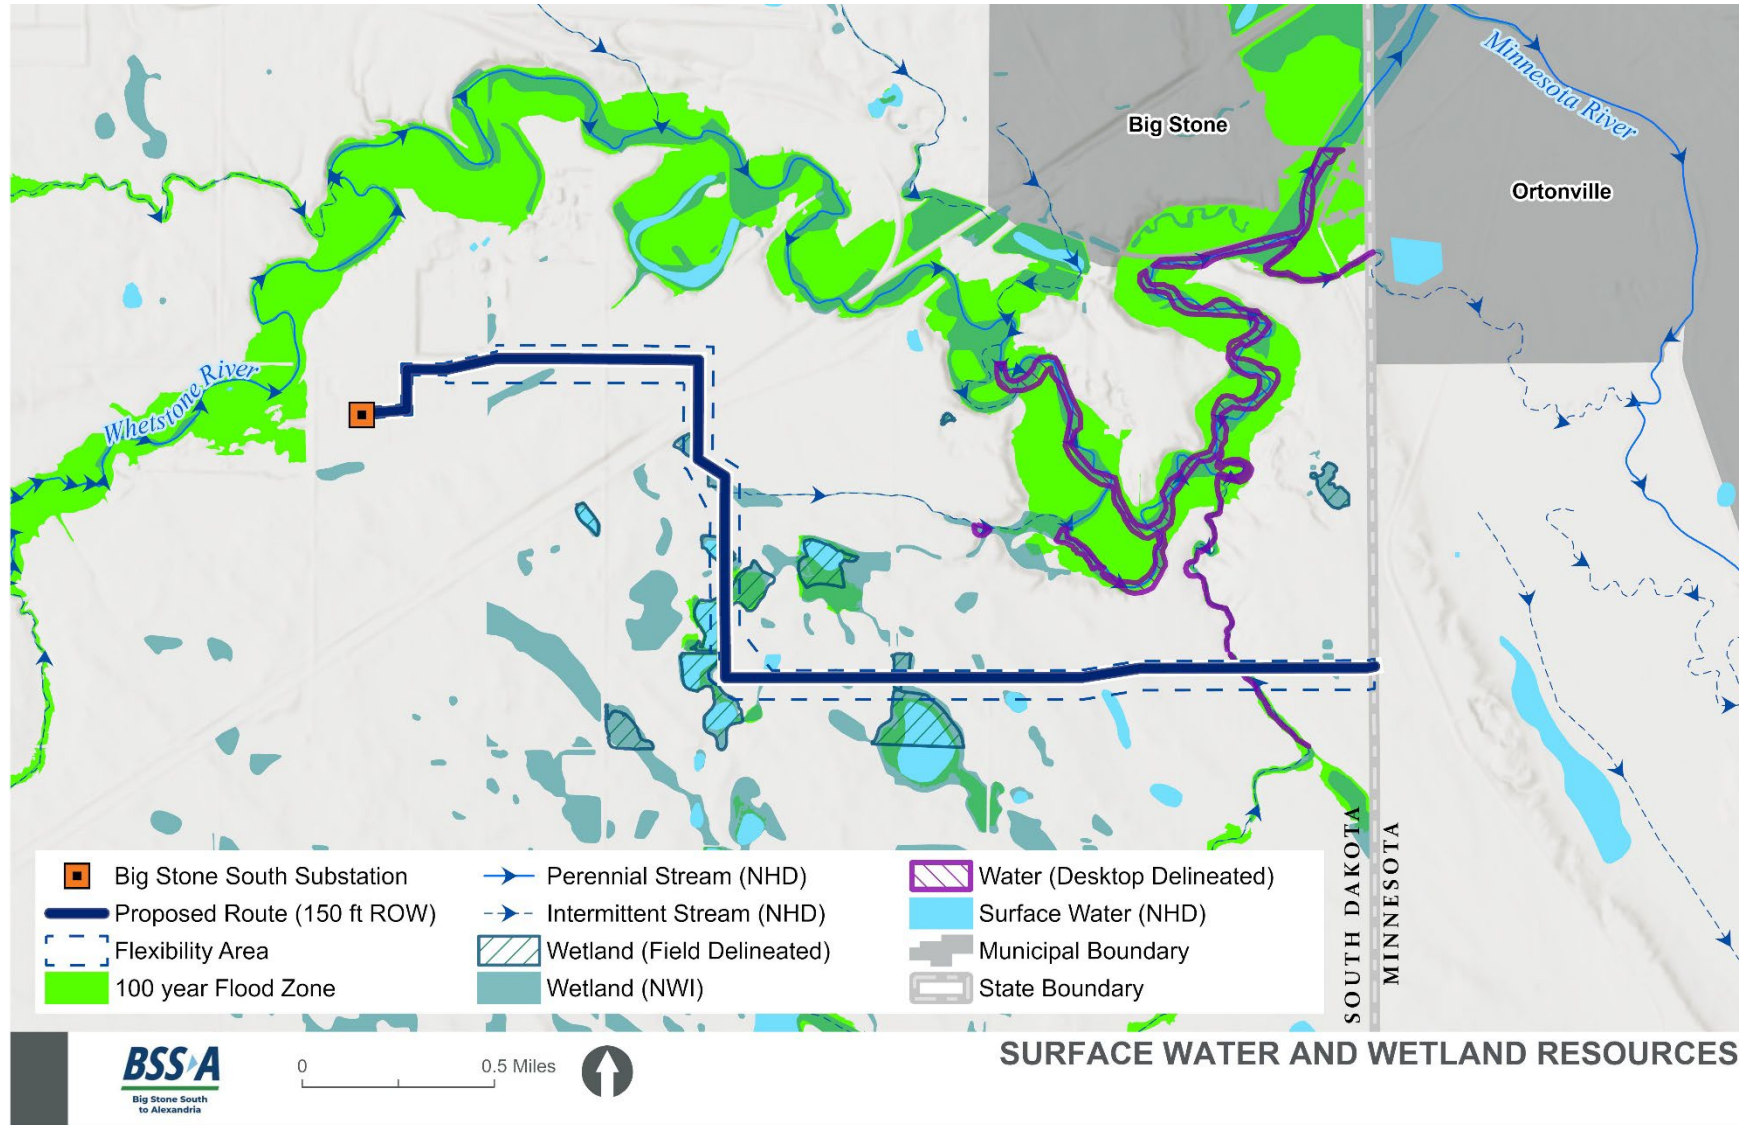 Minnesota River
Big Stone
Ortonville
Whetstone River
SOUTH DAKOTA
MINNESOTA
Big Stone South Substation
Proposed Route (150 ft ROW)
Flexibility Area
100 year Flood Zone
Perennial Stream (NHD)
Intermittent Stream (NHD)
Wetland (Field Delineated)
Wetland (NWI)
Water (Desktop Delineated)
Surface Water (NHD)
Municipal Boundary
State Boundary
BSSA
Big Stone South
to Alexandria
0 0.5 Miles
SURFACE WATER AND WETLAND RESOURCES